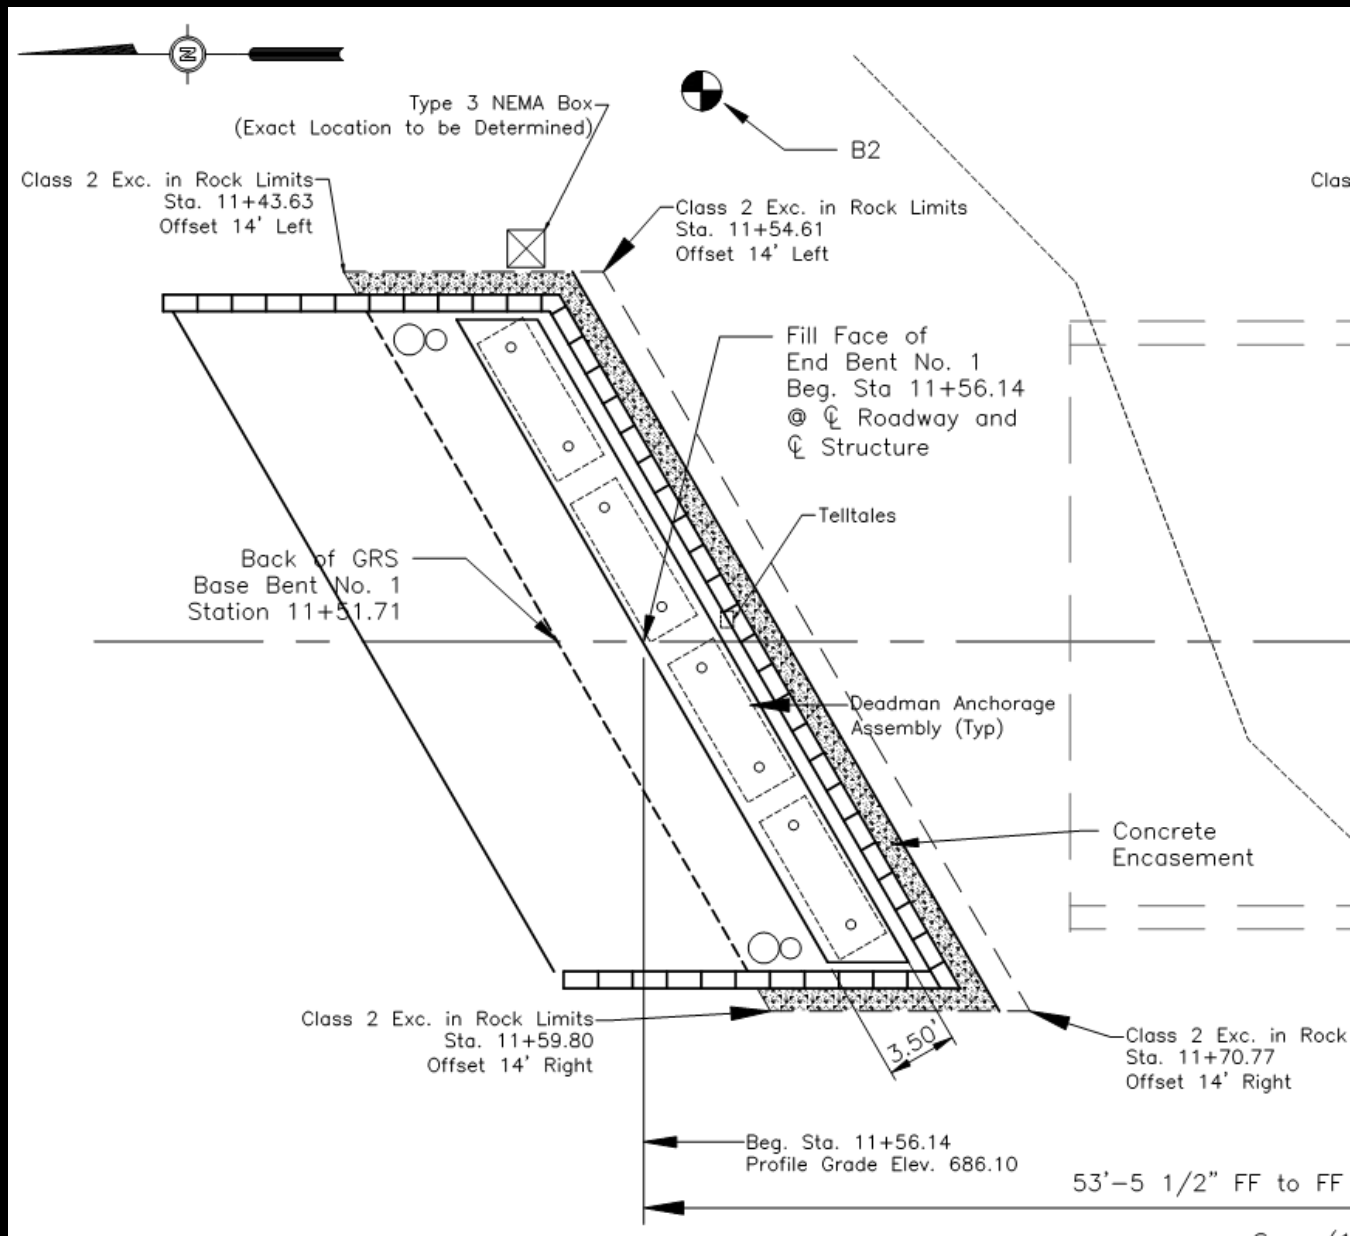 N
Type 3 NEMA Box
(Exact Location to be Determined)
B2
Class 2 Exc. in Rock Limits
Sta. 11+43.63
Offset 14' Left
Clas
Class 2 Exc. in Rock Limits
Sta. 11+54.61
Offset 14' Left
Fill Face of
End Bent No. 1
Beg. Sta 11+56.14
@ ℄ Roadway and
℄ Structure
Telltales
Back of GRS
Base Bent No. 1
Station 11+51.71
Deadman Anchorage
Assembly (Typ)
Concrete
Encasement
Class 2 Exc. in Rock Limits
Sta. 11+59.80
Offset 14' Right
3.50'
Class 2 Exc. in Rock
Sta. 11+70.77
Offset 14' Right
Beg. Sta. 11+56.14
Profile Grade Elev. 686.10
53'-5 1/2" FF to FF